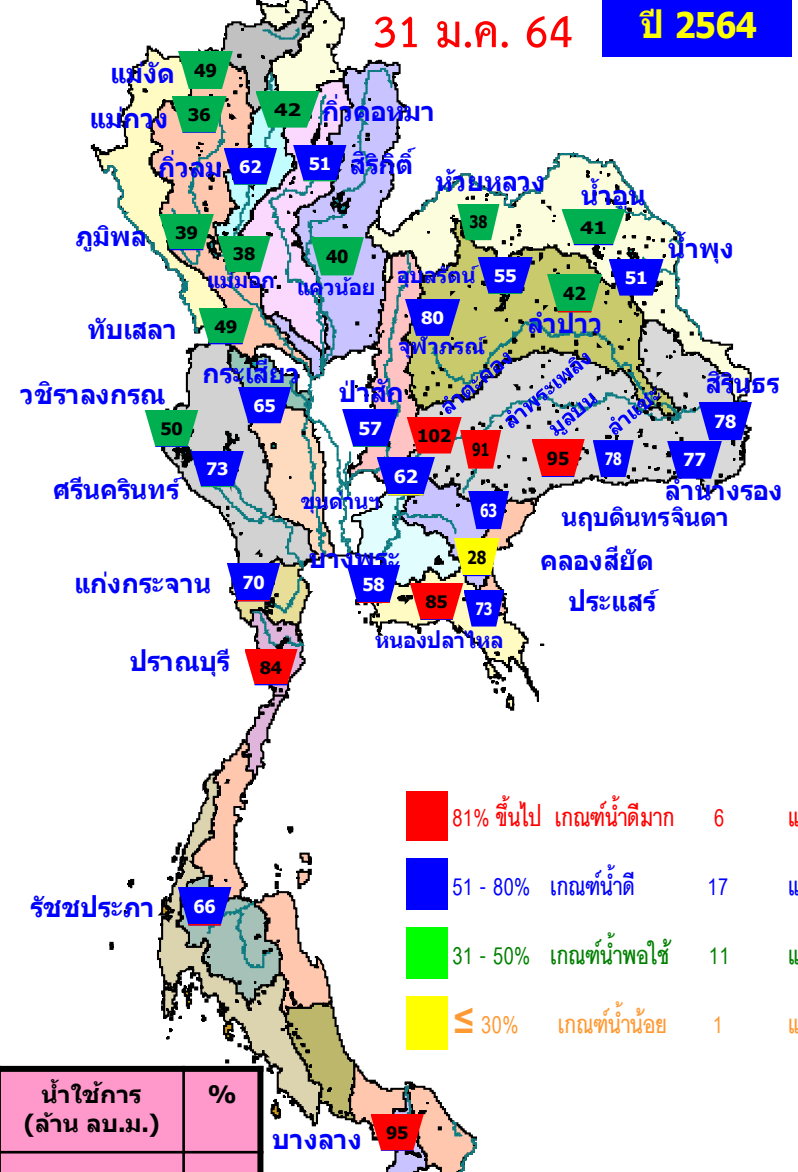 31 ม.ค. 64
ปี 2564
แม่งัด
49
แม่กวง
36
42
กิ่วคอหมา
กิ่วลม
62
51
สิริกิติ์
ห้วยหลวง
น้ำอูน
38
41
ภูมิพล
39
38
40
น้ำพุง
แม่มอก
แควน้อย
อุบลรัตน์
55
51
42
80
ทับเสลา
49
จุฬาภรณ์
ลำปาว
กระเสียว
ป่าสัก
ลำตะคอง
ลำพระเพลิง
มูลบน
ลำแชะ
สิรินธร
วชิราลงกรณ
65
50
57
102
91
95
78
78
73
62
77
ศรีนครินทร์
ขุนด่านฯ
63
ลำนางรอง
นฤบดินทรจินดา
บางพระ
28
คลองสียัด
แก่งกระจาน
70
58
85
73
ประแสร์
หนองปลาไหล
ปราณบุรี
84
81% ขึ้นไป เกณฑ์น้ำดีมาก 6
51 - 80% เกณฑ์น้ำดี 17
รัชชประภา
66
31 - 50% เกณฑ์น้ำพอใช้ 11
≤ 30% เกณฑ์น้ำน้อย 1
น้ำใช้การ
(ล้าน ลบ.ม.)
%
บางลาง
95